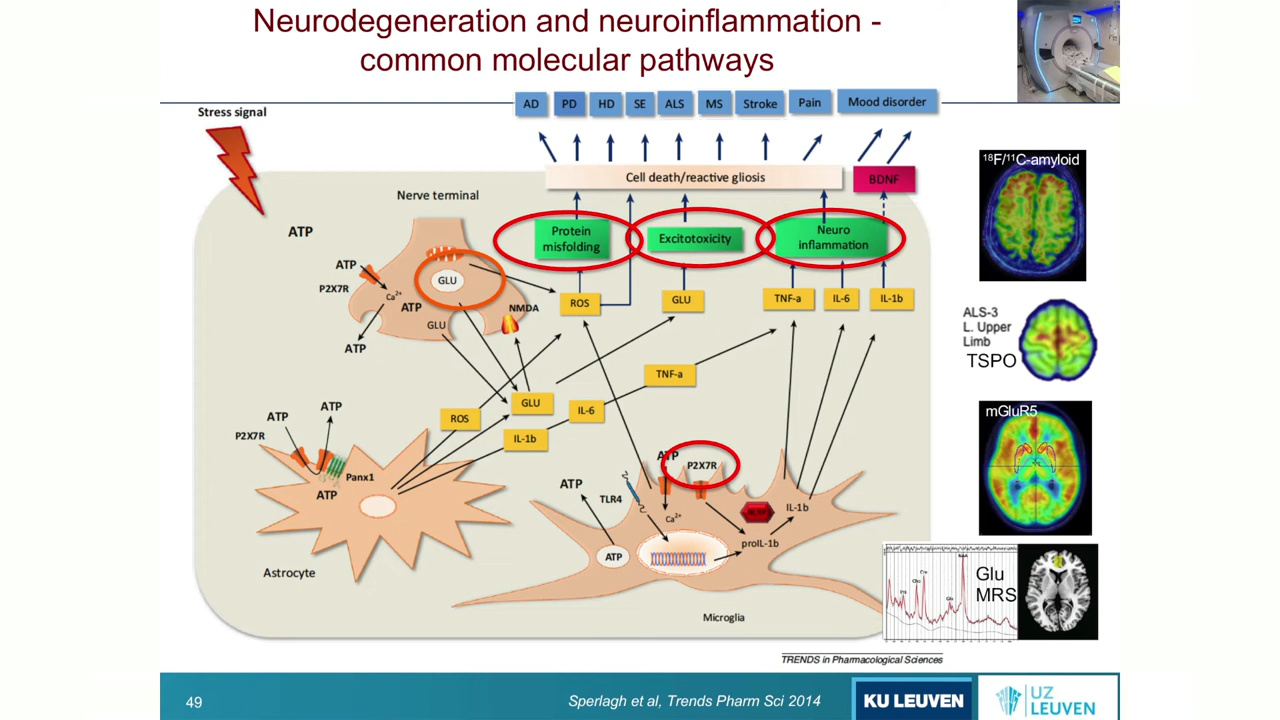 Neurodegeneration and neuroinflammation -
common molecular pathways
Stress signal
AD
PD
HD
SE
ALS
MS
Stroke
Pain
Mood disorder
Cell death/reactive gliosis
BDNF
Nerve terminal
Protein
misfolding
Excitotoxicity
Neuro
inflammation
ATP
ATP
P2X7R
Ca2+
GLU
ATP
GLU
NMDA
ATP
ROS
GLU
TNF-a
IL-6
IL-1b
TNF-a
GLU
IL-6
ROS
IL-1b
ATP
ATP
P2X7R
Panx1
ATP
Astrocyte
ATP
P2X7R
ATP
TLR4
Ca2+
IL-1b
proIL-1b
ATP
Microglia
18F/11C-amyloid
ALS-3
L. Upper
Limb
TSPO
mGluR5
Glu
MRS
TRENDS in Pharmacological Sciences
49
Sperlagh et al, Trends Pharm Sci 2014
KU LEUVEN
UZ
LEUVEN